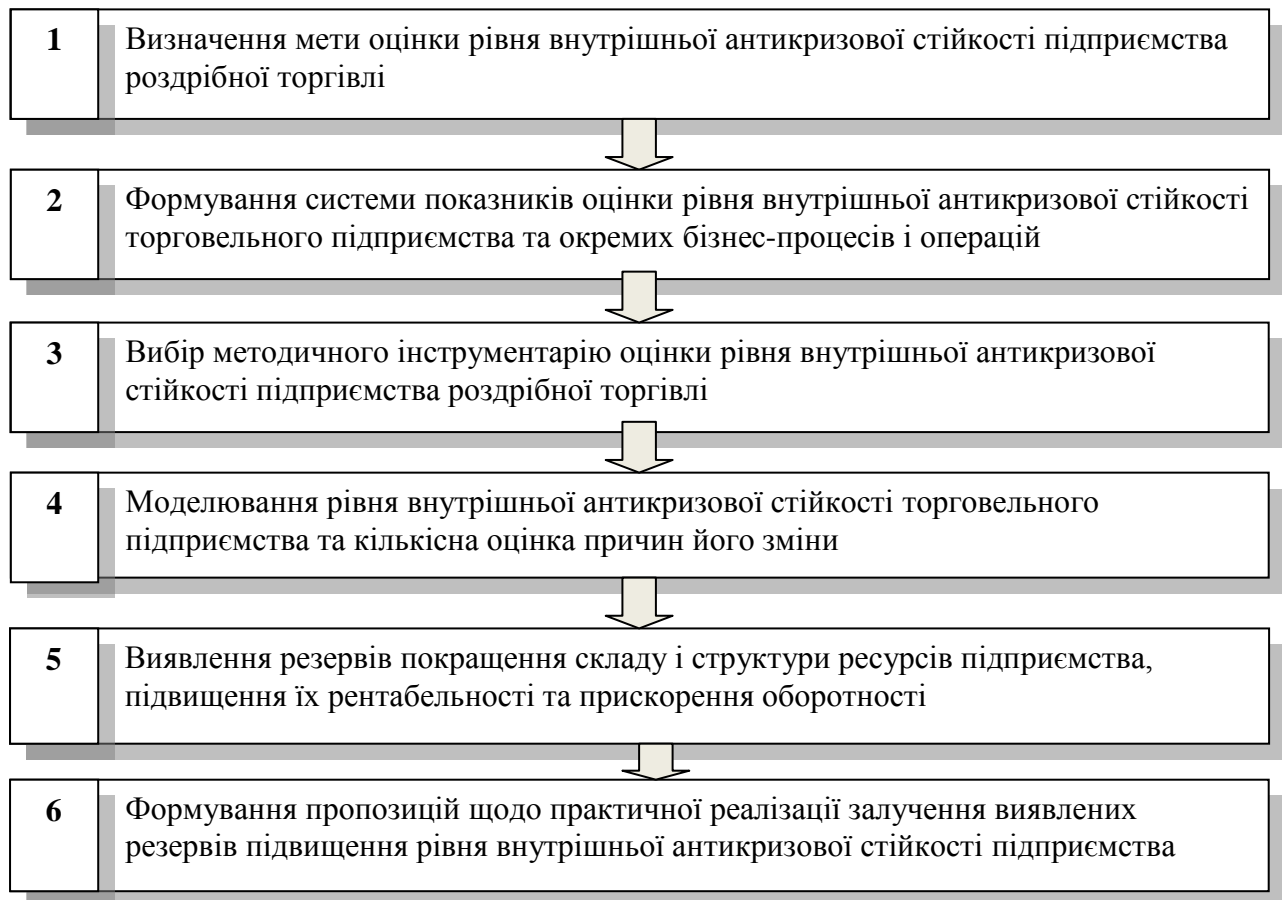 1
Визначення мети оцінки рівня внутрішньої антикризової стійкості підприємства
роздрібної торгівлі
2
Формування системи показників оцінки рівня внутрішньої антикризової стійкості
торговельного підприємства та окремих бізнес-процесів і операцій
3
Вибір методичного інструментарію оцінки рівня внутрішньої антикризової
стійкості підприємства роздрібної торгівлі
4
Моделювання рівня внутрішньої антикризової стійкості торговельного
підприємства та кількісна оцінка причин його зміни
5
Виявлення резервів покращення складу і структури ресурсів підприємства,
підвищення їх рентабельності та прискорення оборотності
6
Формування пропозицій щодо практичної реалізації залучення виявлених
резервів підвищення рівня внутрішньої антикризової стійкості підприємства